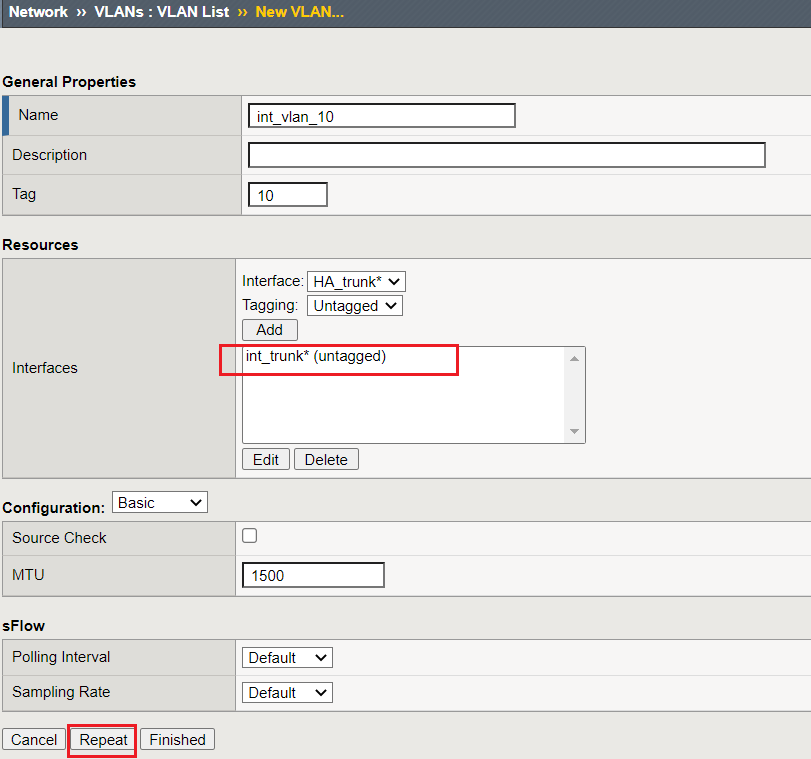 Network ›› VLANs : VLAN List ›› New VLAN...
General Properties
Name int_vlan_10
Description
Tag 10
Resources
Interface: HA_trunk*
Tagging: Untagged
Add
Interfaces
int_trunk* (untagged)
Edit Delete
Configuration: Basic
Source Check
MTU 1500
sFlow
Polling Interval Default
Sampling Rate Default
Cancel Repeat Finished